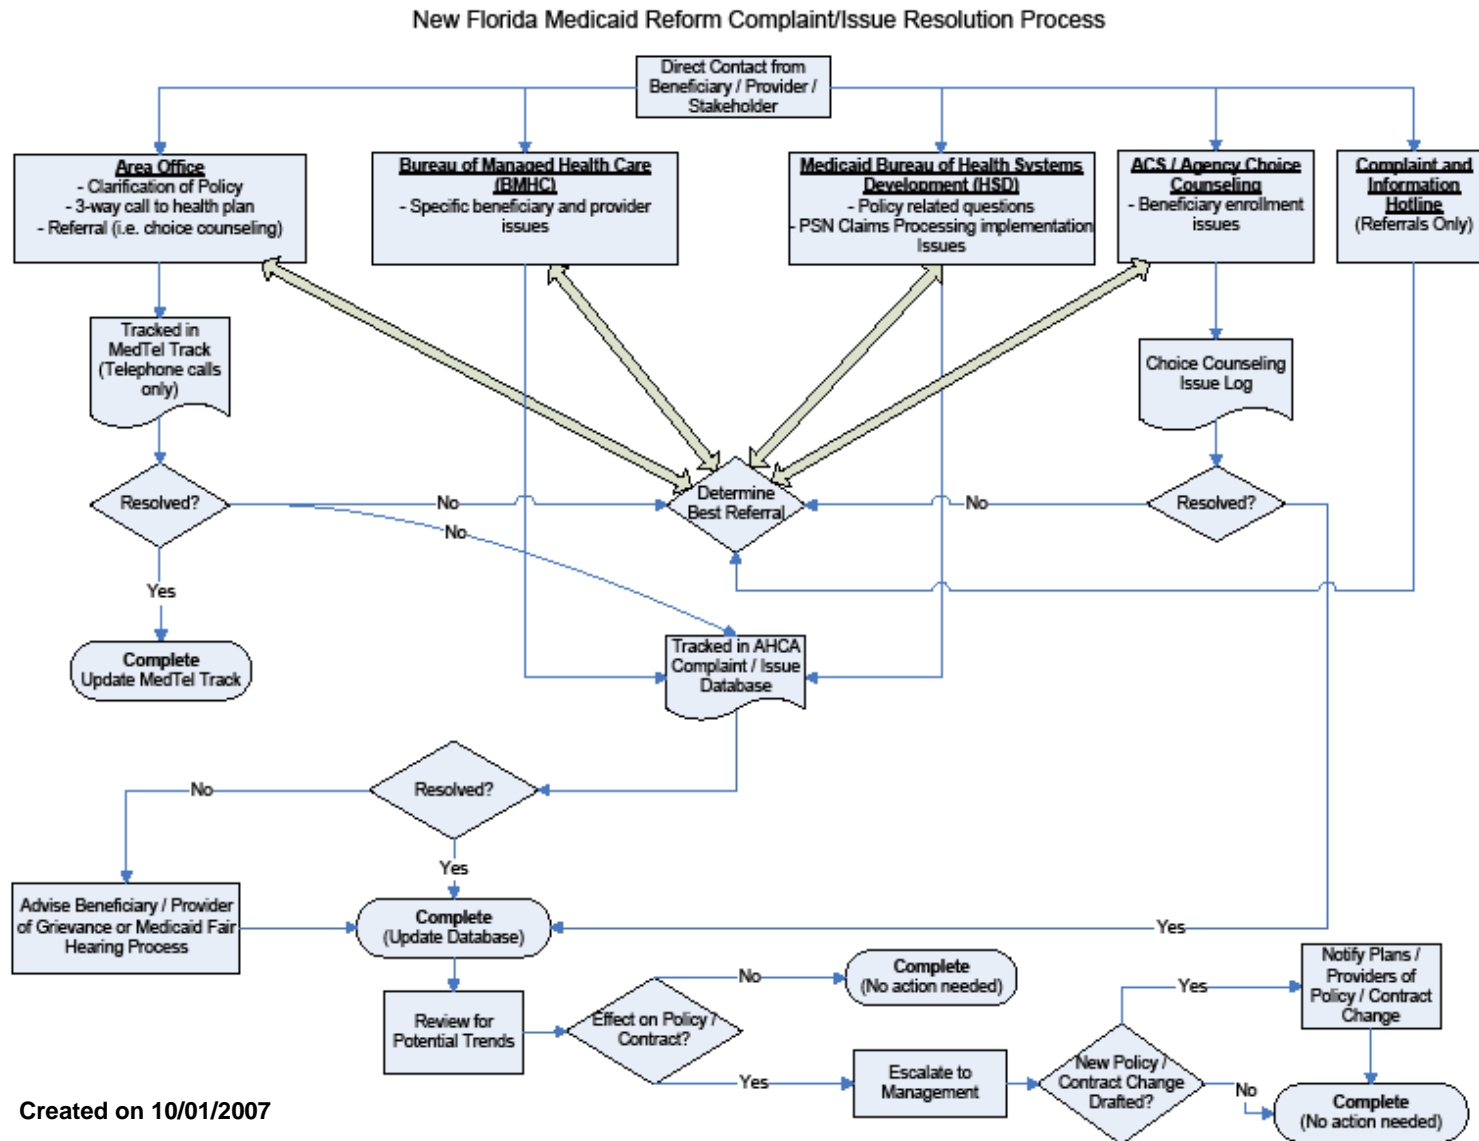 New Florida Medicaid Reform Complaint/Issue Resolution Process
Direct Contact from
Beneficiary / Provider /
Stakeholder
Area Office
- Clarification of Policy
- 3-way call to health plan
- Referral (i.e. choice counseling)
Bureau of Managed Health Care
(BMHC)
- Specific beneficiary and provider
issues
Medicaid Bureau of Health Systems
Development (HSD)
- Policy related questions
- PSN Claims Processing implementation
Issues
ACS / Agency Choice
Counseling
- Beneficiary enrollment
issues
Complaint and
Information
Hotline
(Referrals Only)
Tracked in
MedTel Track
(Telephone calls
only)
Choice Counseling
Issue Log
Resolved?
No
No
Determine
Best Referral
No
Resolved?
Yes
Complete
Update MedTel Track
Tracked in AHCA
Complaint / Issue
Database
Resolved?
No
Yes
Advise Beneficiary / Provider
of Grievance or Medicaid Fair
Hearing Process
Complete
(Update Database)
Yes
Review for
Potential Trends
Effect on Policy /
Contract?
No
Complete
(No action needed)
Yes
Escalate to
Management
New Policy /
Contract Change
Drafted?
Yes
Notify Plans /
Providers of
Policy / Contract
Change
No
Complete
(No action needed)
Created on 10/01/2007